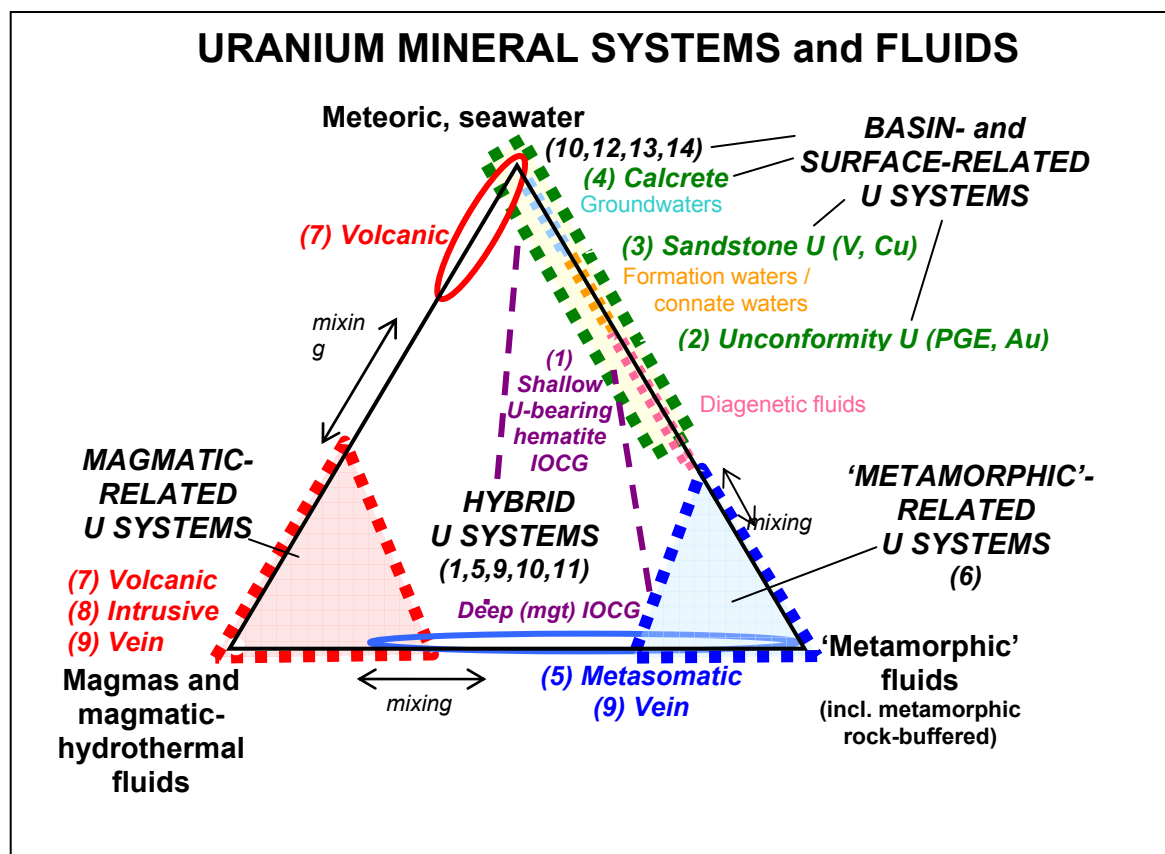 URANIUM MINERAL SYSTEMS and FLUIDS
Meteoric, seawater
(10,12,13,14)
(4) Calcrete
Groundwaters
BASIN- and
SURFACE-RELATED
U SYSTEMS
(7) Volcanic
(3) Sandstone U (V, Cu)
Formation waters /
connate waters
(2) Unconformity U (PGE, Au)
mixin
g
(1)
Shallow
U-bearing
hematite
IOCG
Diagenetic fluids
MAGMATIC-
RELATED
U SYSTEMS
HYBRID
U SYSTEMS
(1,5,9,10,11)
mixing
'METAMORPHIC'-
RELATED
U SYSTEMS
(6)
(7) Volcanic
(8) Intrusive
(9) Vein
Deep (mgt) IOCG
Magmas and
magmatic-
hydrothermal
fluids
mixing
(5) Metasomatic
(9) Vein
'Metamorphic'
fluids
(incl. metamorphic
rock-buffered)